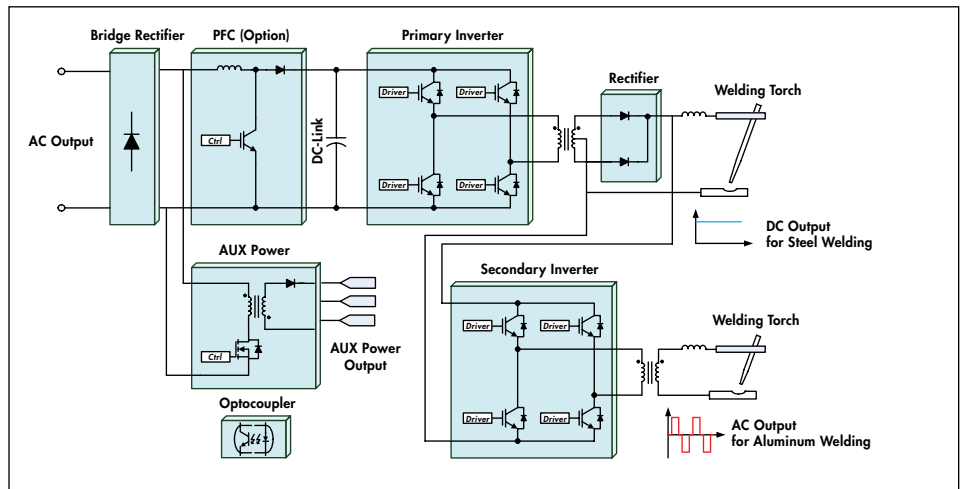 Bridge Rectifier
PFC (Option)
Primary Inverter
Rectifier
Welding Torch
AC Output
Ctrl
DC-Link
Driver
Driver
Driver
Driver
DC Output
for Steel Welding
AUX Power
Ctrl
AUX Power
Output
Optocoupler
Secondary Inverter
Driver
Driver
Driver
Driver
Welding Torch
AC Output
for Aluminum Welding